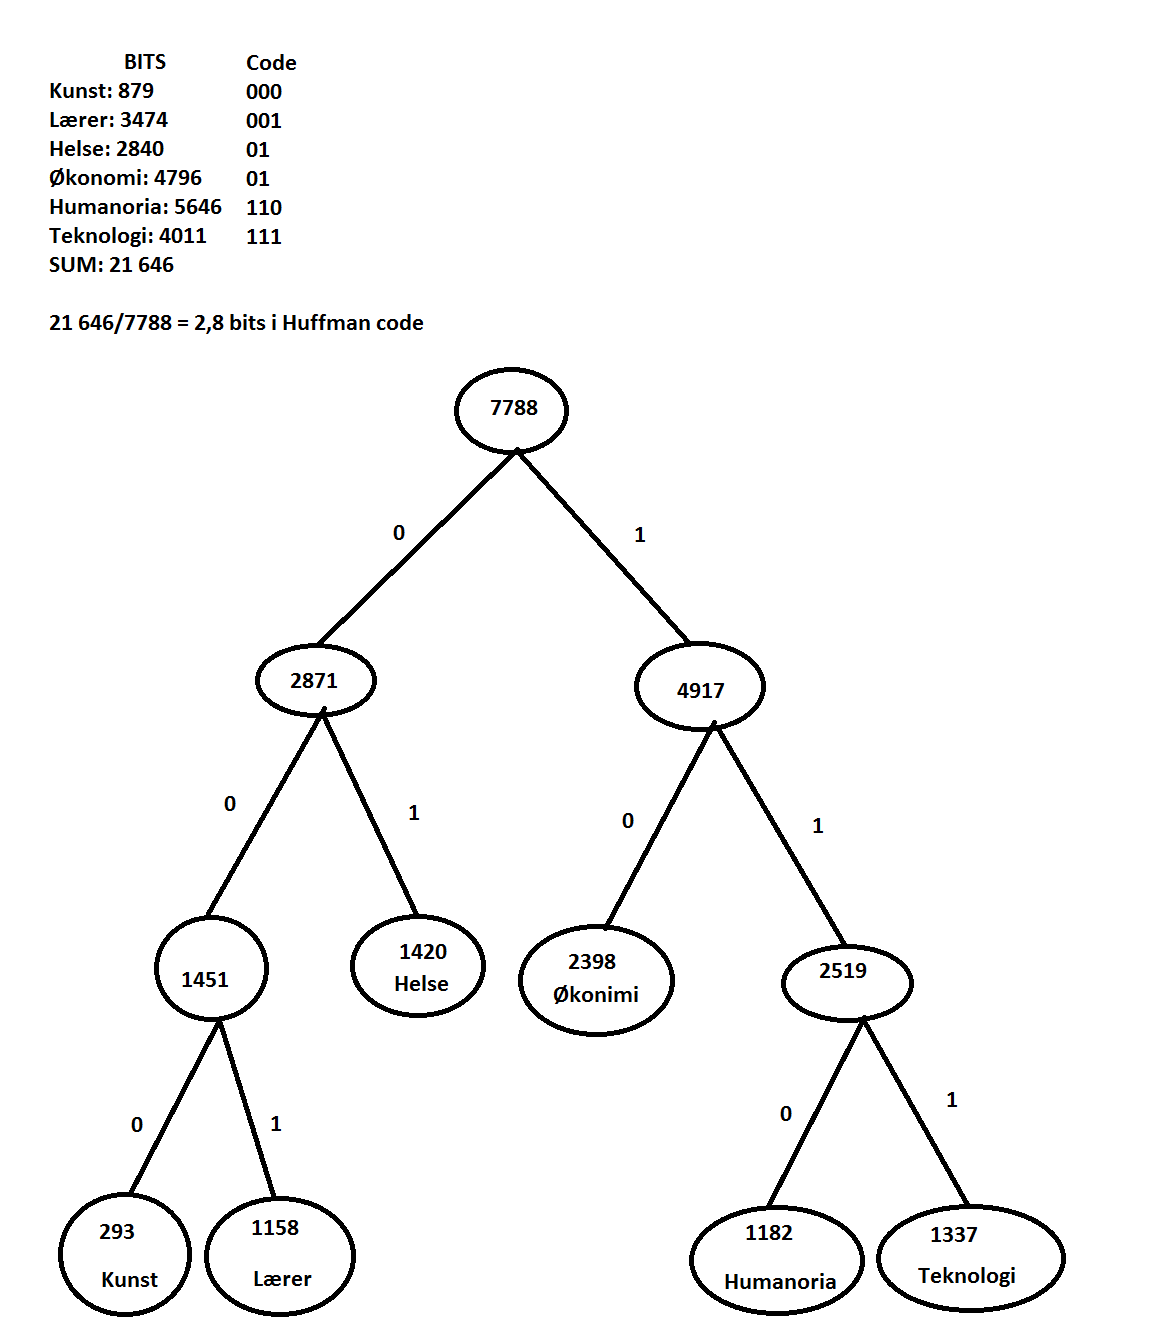 BITS Code
Kunst: 879 000
Lærer: 3474 001
Helse: 2840 01
Økonomi: 4796 01
Humanoria: 5646 110
Teknologi: 4011 111
SUM: 21 646
21 646/7788 = 2,8 bits i Huffman code
7788
0 1
2871 4917
0 1 0 1
1451
1420
Helse
2398
Økonimi
2519
0 1 0 1
293
Kunst
1158
Lærer
1182
Humanoria
1337
Teknologi